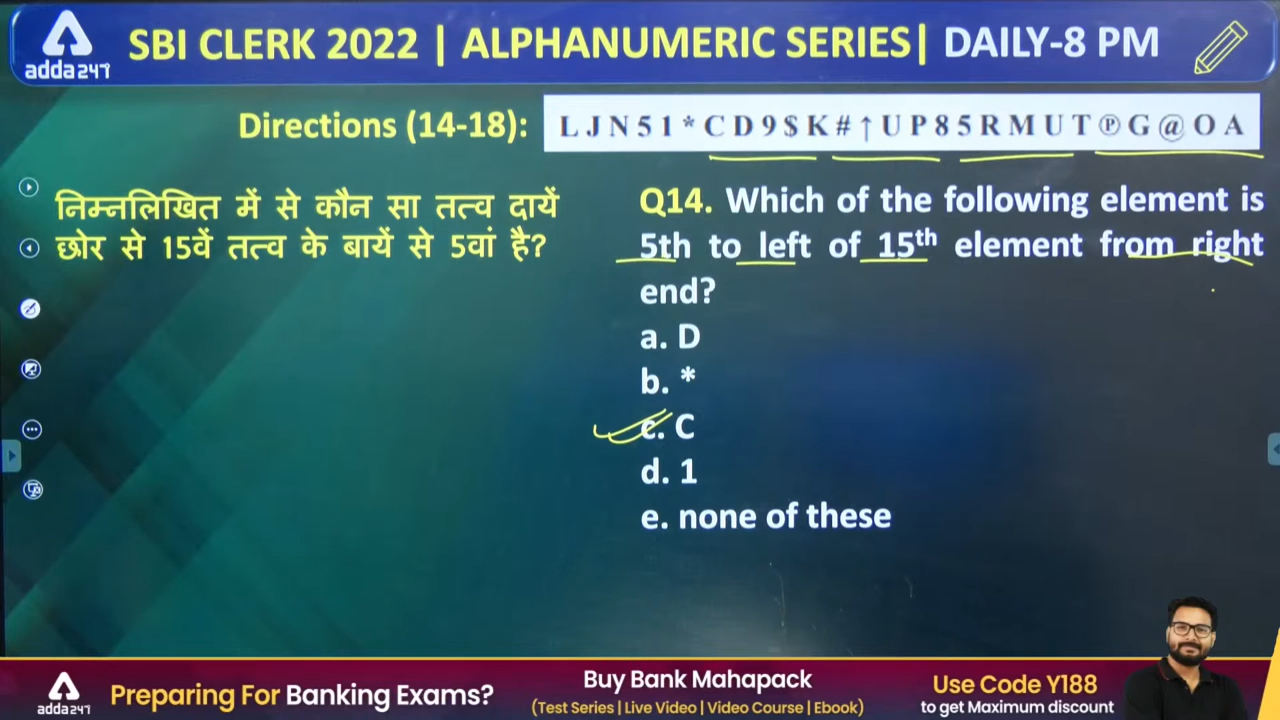 adda247
SBI CLERK 2022 | ALPHANUMERIC SERIES| DAILY-8 PM
Directions (14-18): L J N 5 1 * C D 9 $ K # ↑ U P 8 5 R M U T Ⓟ G @ O A
निम्नलिखित में से कौन सा तत्व दायें
छोर से 15वें तत्व के बायें से 5वां है?
Q14. Which of the following element is
5th to left of 15th element from right
end?
a. D
b. *
c. C
d. 1
e. none of these
adda247
Preparing For Banking Exams?
Buy Bank Mahapack
(Test Series | Live Video | Video Course | Ebook)
Use Code Y188
to get Maximum discount